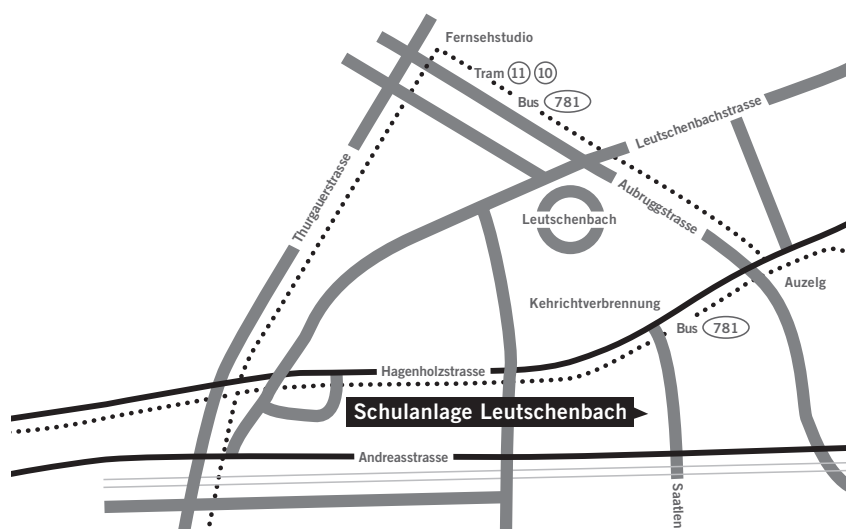 Fernsehstudio
Tram 11 10
Bus 781
Leutschenbachstrasse
Thurgauerstrasse
Aubruggstrasse
Leutschenbach
Auzelg
Kehrichtverbrennung
Bus 781
Hagenholzstrasse
Schulanlage Leutschenbach
Andreasstrasse
Saatlen